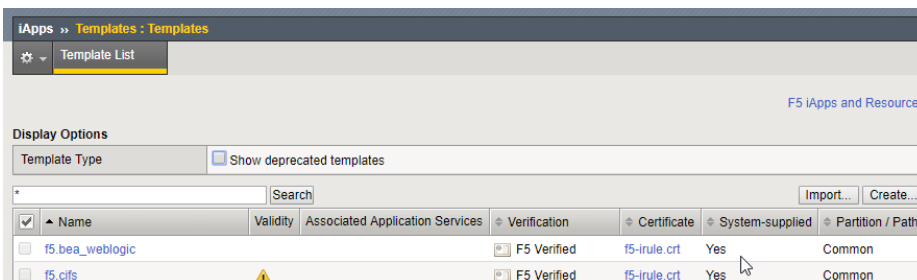 iApps » Templates : Templates
Template List
F5 iApps and Resource
Display Options
Template Type Show deprecated templates
* Search Import... Create...
Name Validity Associated Application Services Verification Certificate System-supplied Partition / Path
f5.bea_weblogic F5 Verified f5-irule.crt Yes Common
f5.cifs F5 Verified f5-irule.crt Yes Common